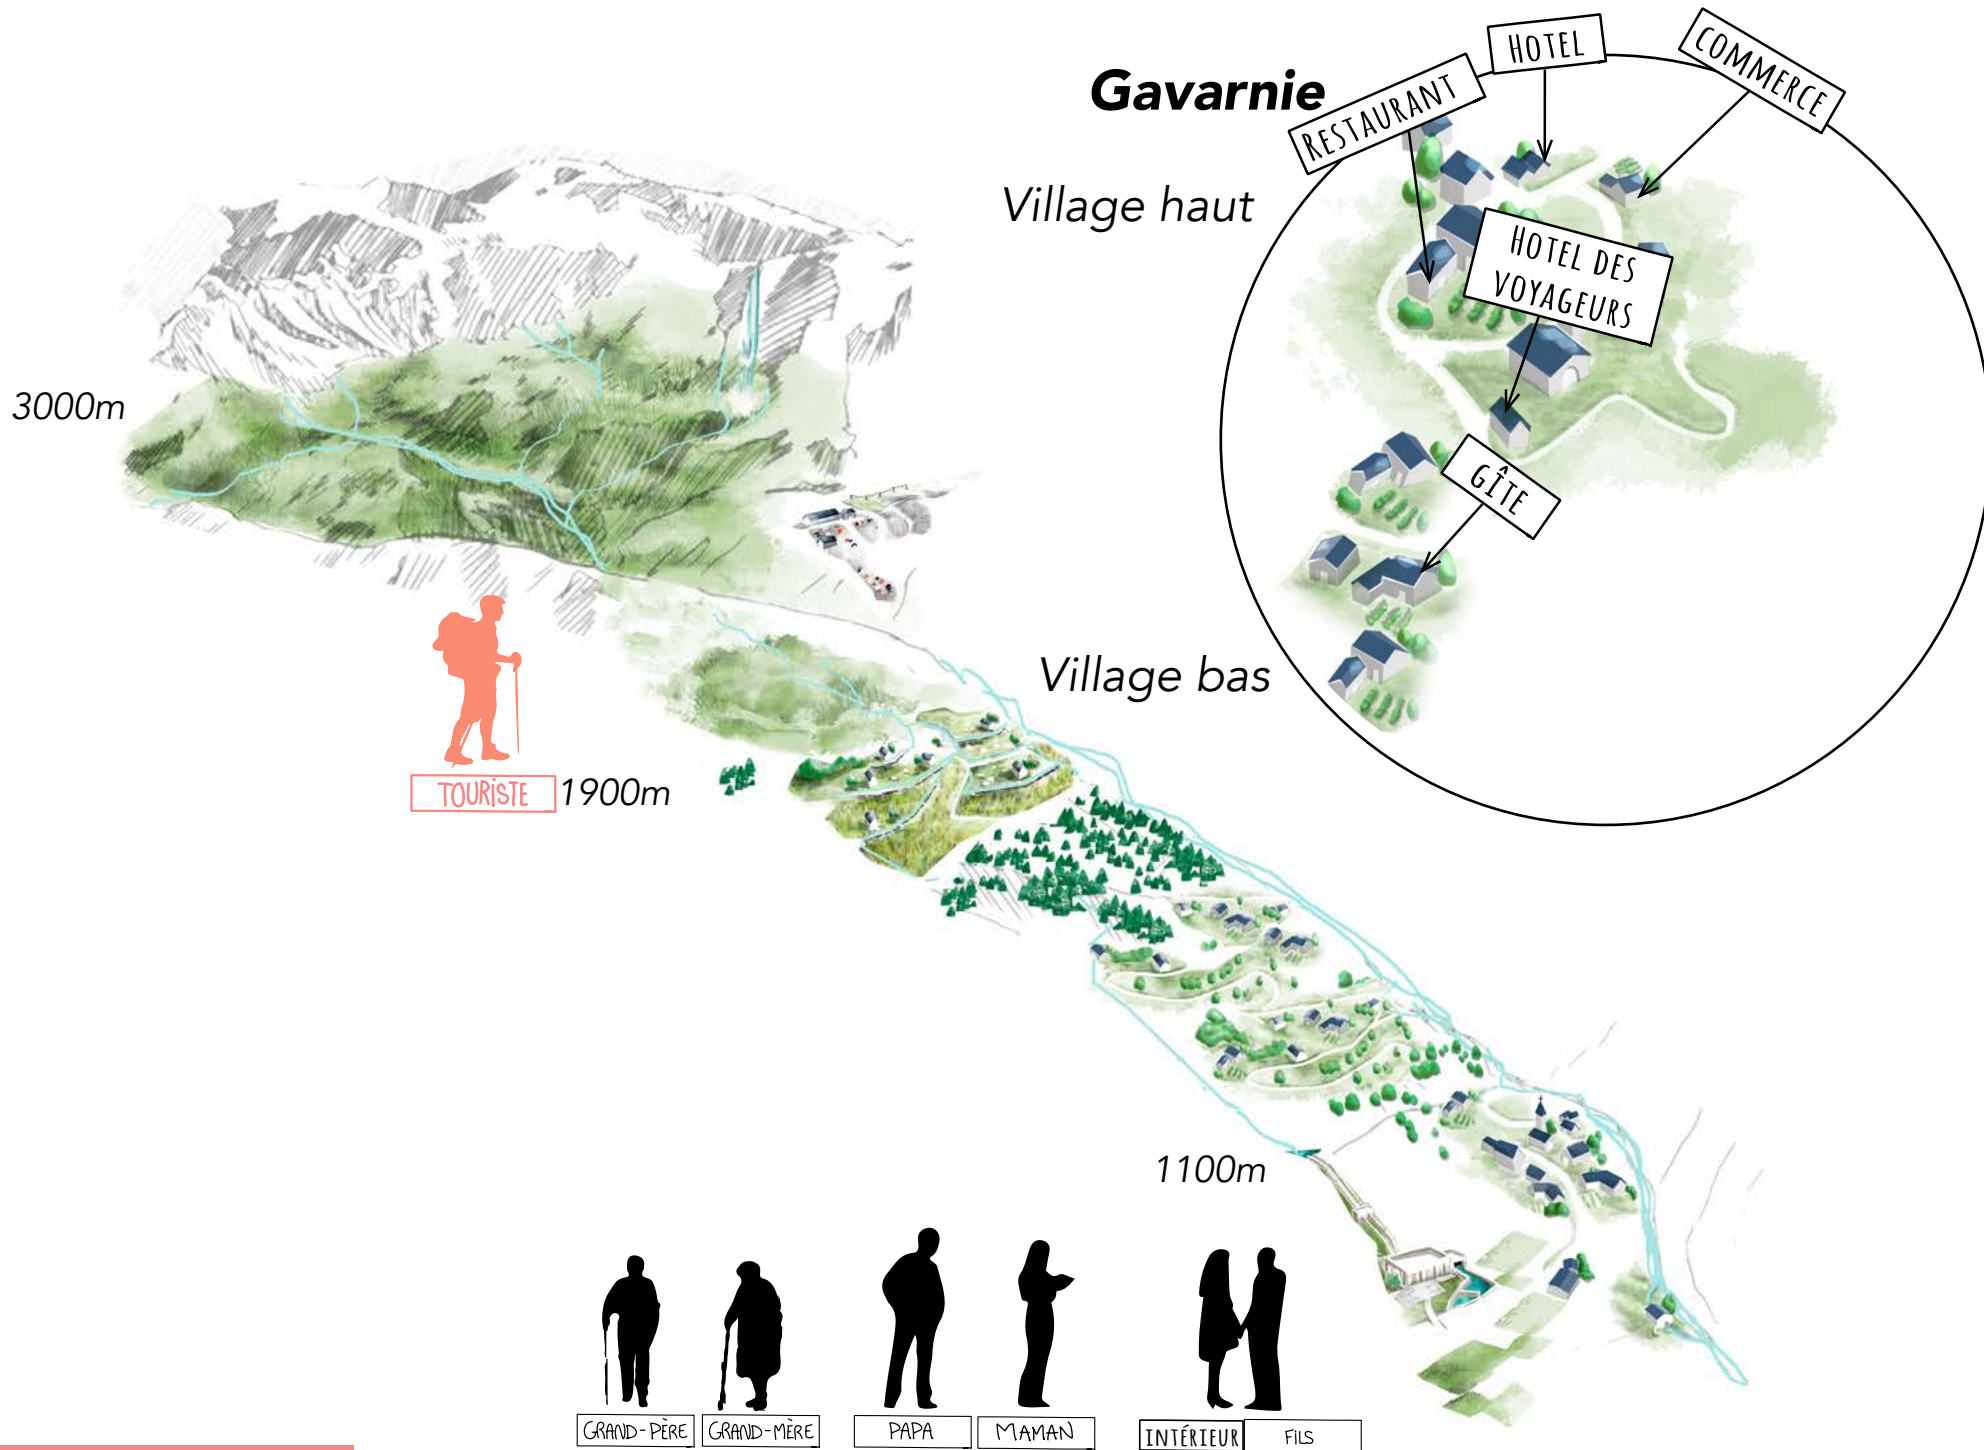 Gavarnie
HOTEL
COMMERCE
RESTAURANT
Village haut
HOTEL DES
VOYAGEURS
3000m
GÎTE
Village bas
TOURISTE
1900m
1100m
GRAND-PÈRE
GRAND-MÈRE
PAPA
MAMAN
INTÉRIEUR
FILS